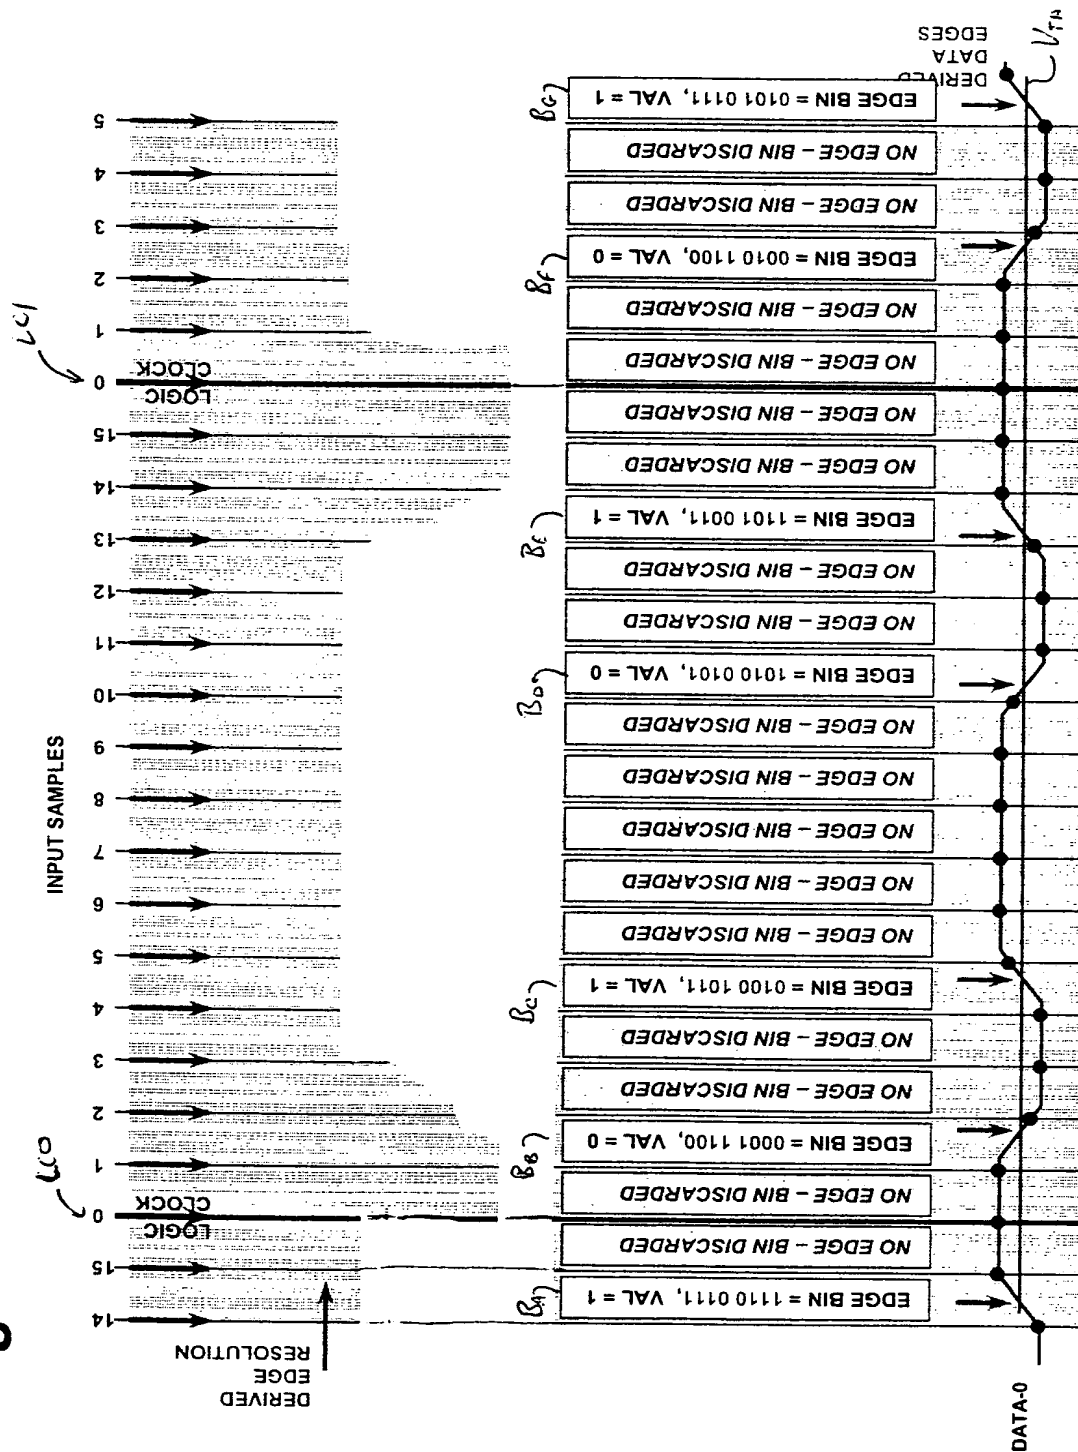 INPUT SAMPLES
LC0
LC1
14
15
0
1
2
3
4
5
6
7
8
9
10
11
12
13
14
15
0
1
2
3
4
5
LOGIC
CLOCK
LOGIC
CLOCK
DERIVED
EDGE
RESOLUTION
BA
EDGE BIN = 1110 0111, VAL = 1
NO EDGE – BIN DISCARDED
NO EDGE – BIN DISCARDED
BB
EDGE BIN = 0001 1100, VAL = 0
NO EDGE – BIN DISCARDED
NO EDGE – BIN DISCARDED
BC
EDGE BIN = 0100 1011, VAL = 1
NO EDGE – BIN DISCARDED
NO EDGE – BIN DISCARDED
NO EDGE – BIN DISCARDED
NO EDGE – BIN DISCARDED
NO EDGE – BIN DISCARDED
BD
EDGE BIN = 1010 0101, VAL = 0
NO EDGE – BIN DISCARDED
NO EDGE – BIN DISCARDED
BE
EDGE BIN = 1101 0011, VAL = 1
NO EDGE – BIN DISCARDED
NO EDGE – BIN DISCARDED
NO EDGE – BIN DISCARDED
NO EDGE – BIN DISCARDED
BF
EDGE BIN = 0010 1100, VAL = 0
NO EDGE – BIN DISCARDED
NO EDGE – BIN DISCARDED
BG
EDGE BIN = 0101 0111, VAL = 1
DERIVED
DATA
EDGES
VTH
DATA-0